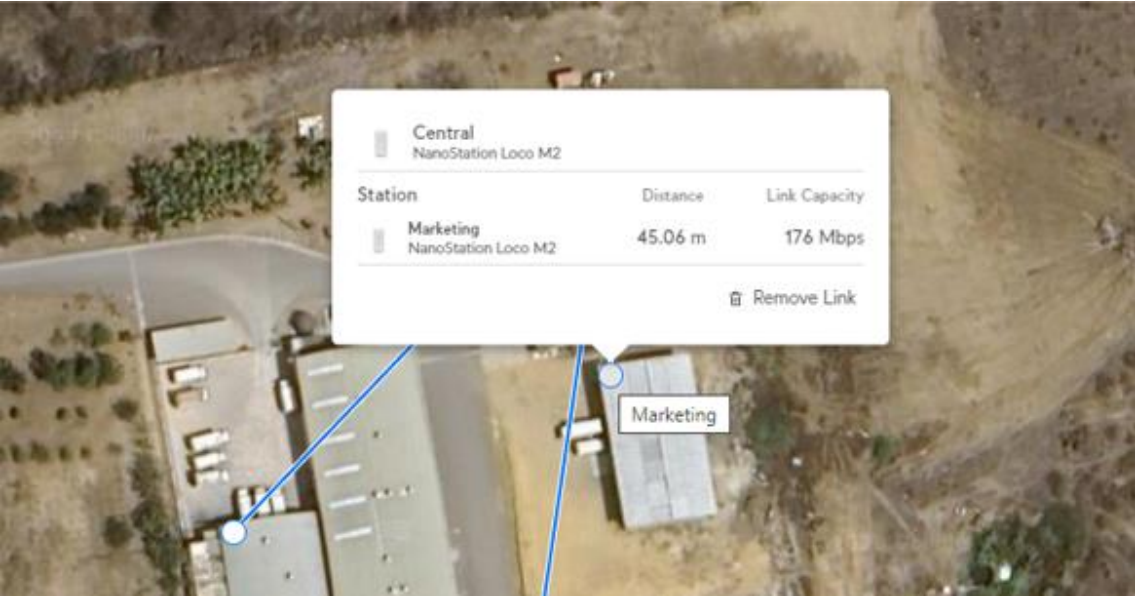 Central
NanoStation Loco M2
Station Distance Link Capacity
Marketing
NanoStation Loco M2
45.06 m 176 Mbps
Remove Link
Marketing